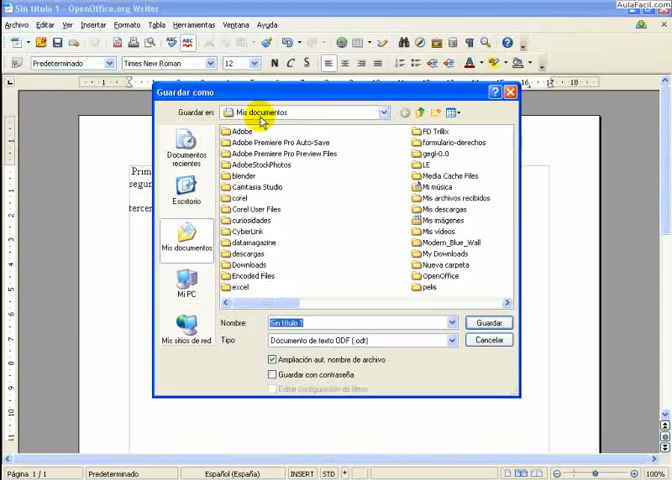 Sin título 1 - OpenOffice.org Writer
AulaFacil.com
Archivo Editar Ver Insertar Formato Tabla Herramientas Ventana Ayuda
Predeterminado Times New Roman 12 N C S
Guardar como
Guardar en: Mis documentos
Documentos recientes
Escritorio
Mis documentos
Mi PC
Mis sitios de red
Adobe
Adobe Premiere Pro Auto-Save
Adobe Premiere Pro Preview Files
AdobeStockPhotos
blender
Camtasia Studio
corel
Corel User Files
curiosidades
CyberLink
datamagazine
descargas
Downloads
Encoded Files
excel
FD Trillix
formulario-derechos
gegl-0.0
LE
Media Cache Files
Mi música
Mis archivos recibidos
Mis descargas
Mis imágenes
Mis vídeos
Modern_Blue_Wall
My Downloads
Nueva carpeta
OpenOffice
pelis
Nombre: Sin título 1 Guardar
Tipo: Documento de texto ODF (.odt) Cancelar
Ampliación aut. nombre de archivo
Guardar con contraseña
Editar configuración de filtros
Prim
segun
tercer
Página 1 / 1 Predeterminado Español (España) INSERT STD * 100%